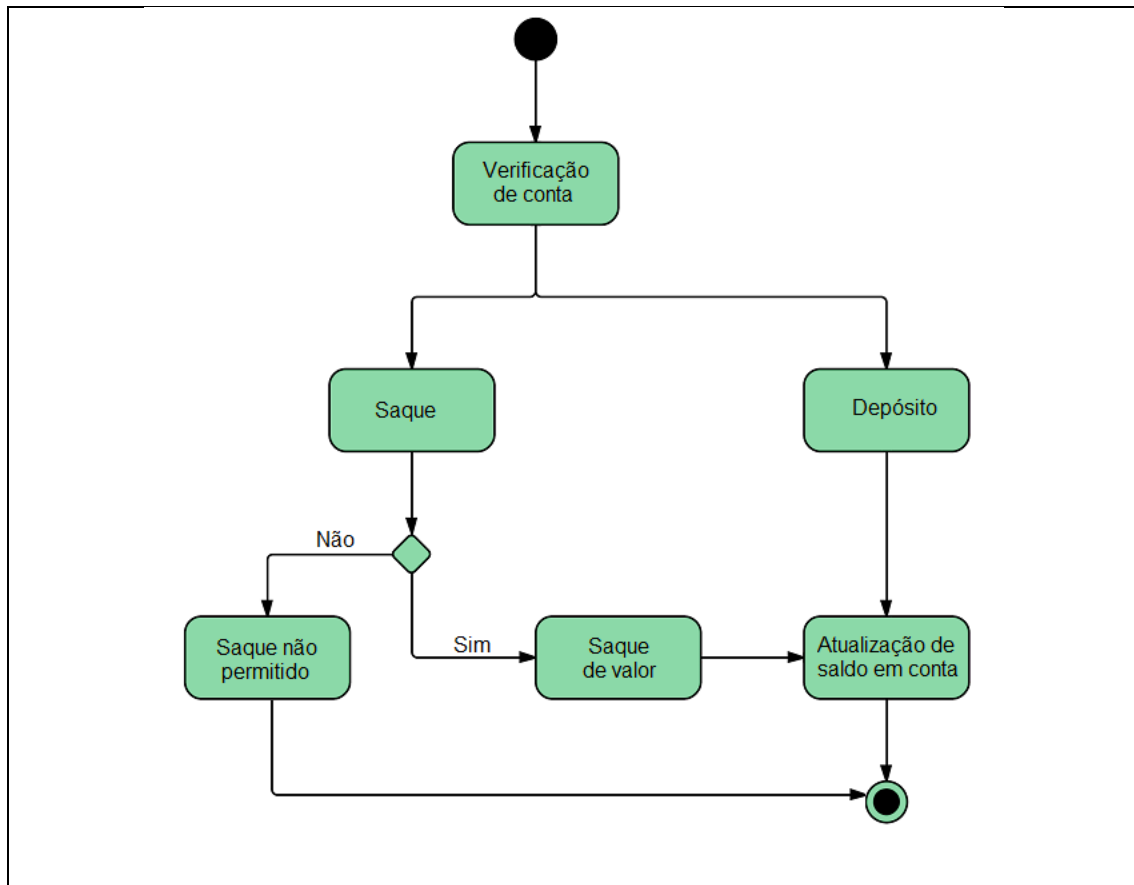 Verificação
de conta
Saque
Depósito
Não
Sim
Saque não
permitido
Saque
de valor
Atualização de
saldo em conta